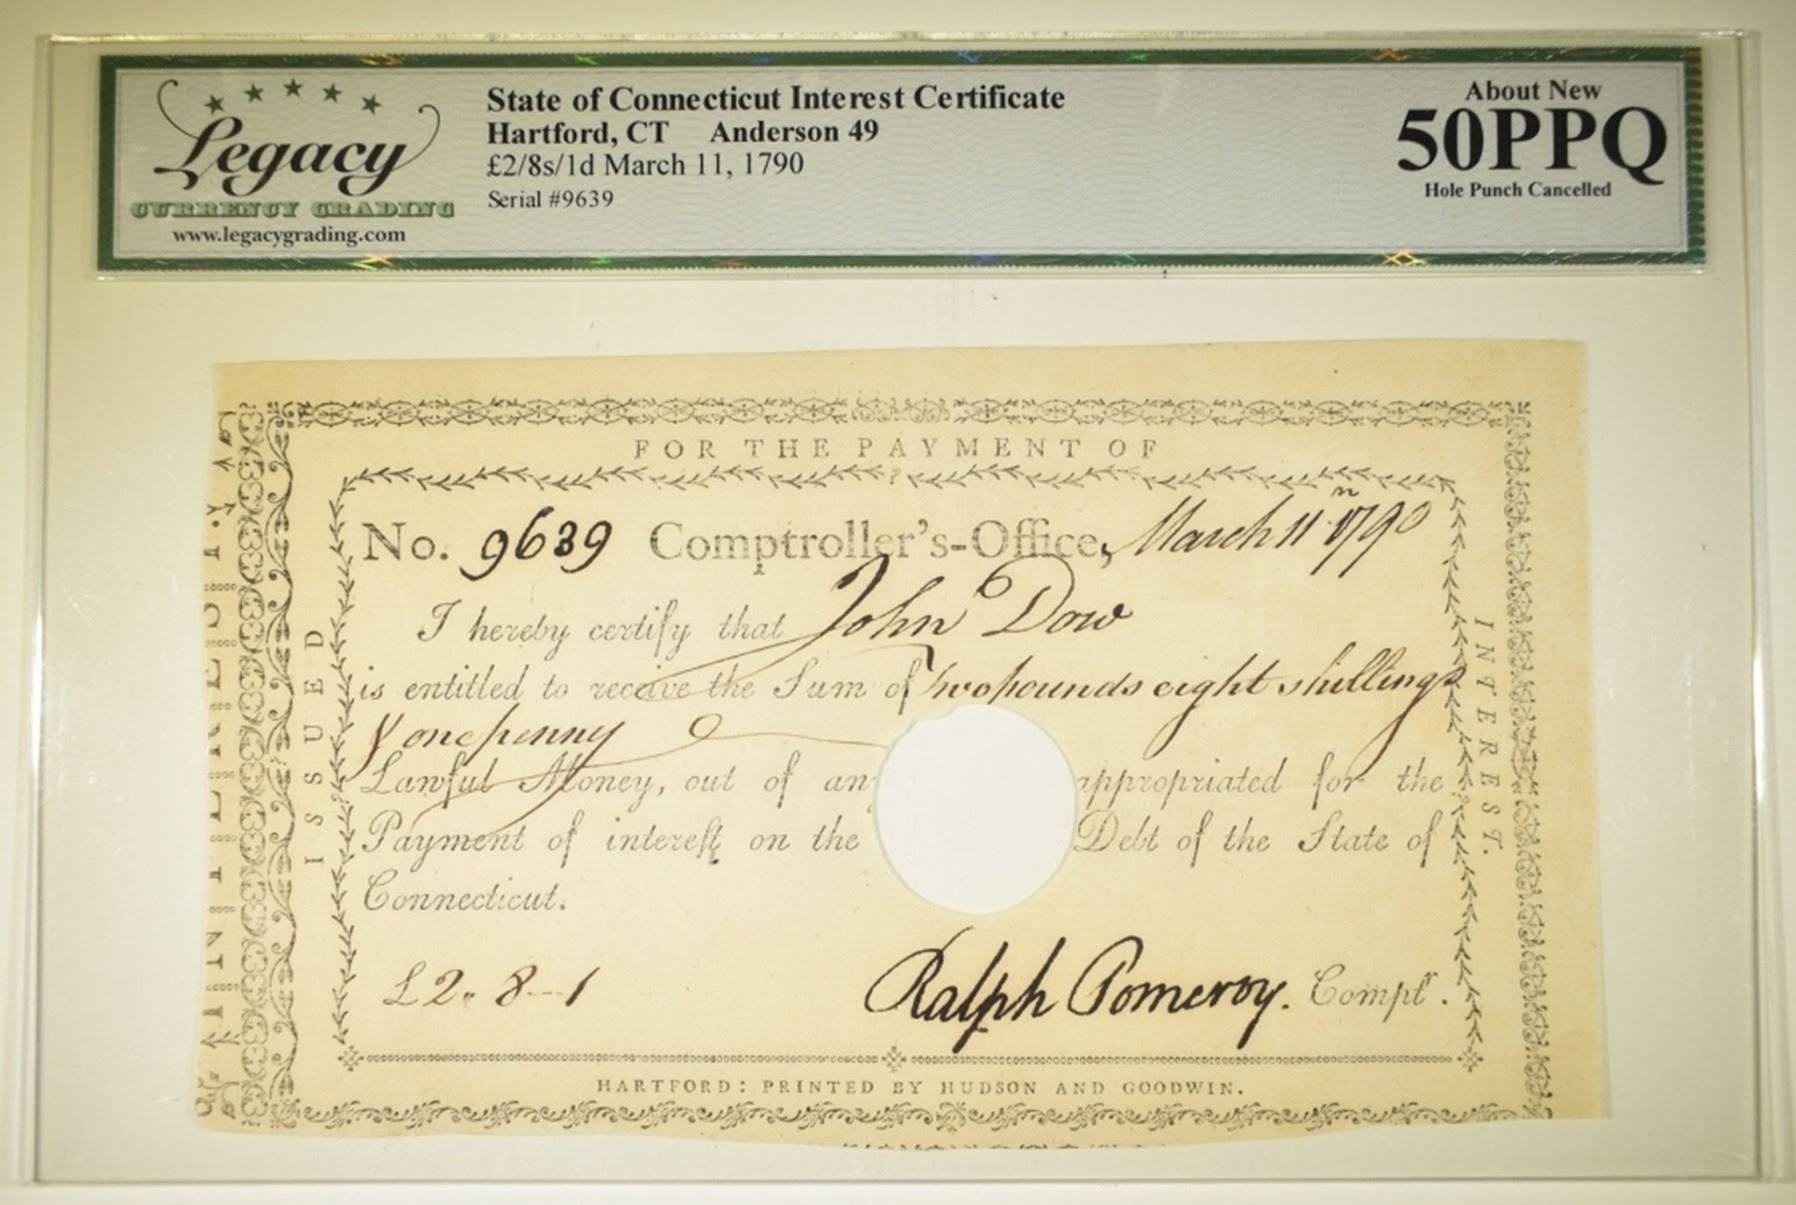 Legacy
CURRENCY GRADING
www.legacygrading.com
State of Connecticut Interest Certificate
Hartford, CT Anderson 49
£2/8s/1d March 11, 1790
Serial #9639
About New
50PPQ
Hole Punch Cancelled
FOR THE PAYMENT OF
ISSUED
INTEREST.
No. 9639 Comptroller's-Office, March 11th 1790
I hereby certify that John Dow
is entitled to receive the Sum of two pounds eight shillings
& one penny
Lawful Money, out of any appropriated for the
Payment of interest on the Debt of the State of
Connecticut.
£2. 8--1
Ralph Pomeroy. Comptr.
HARTFORD: PRINTED BY HUDSON AND GOODWIN.